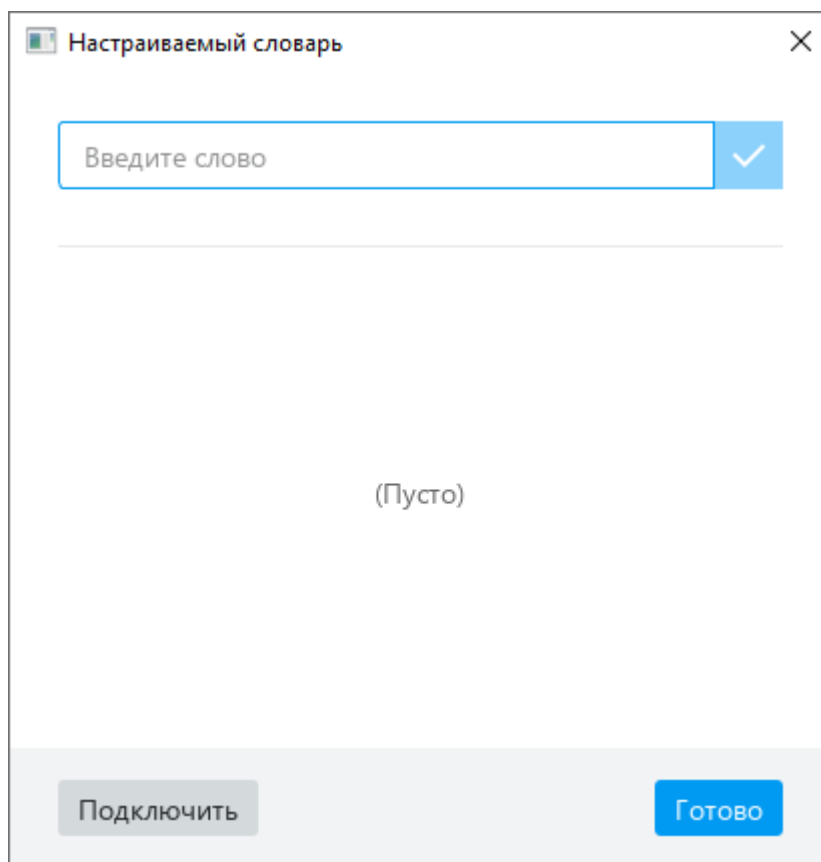 Настраиваемый словарь
Введите слово
(Пусто)
Подключить
Готово